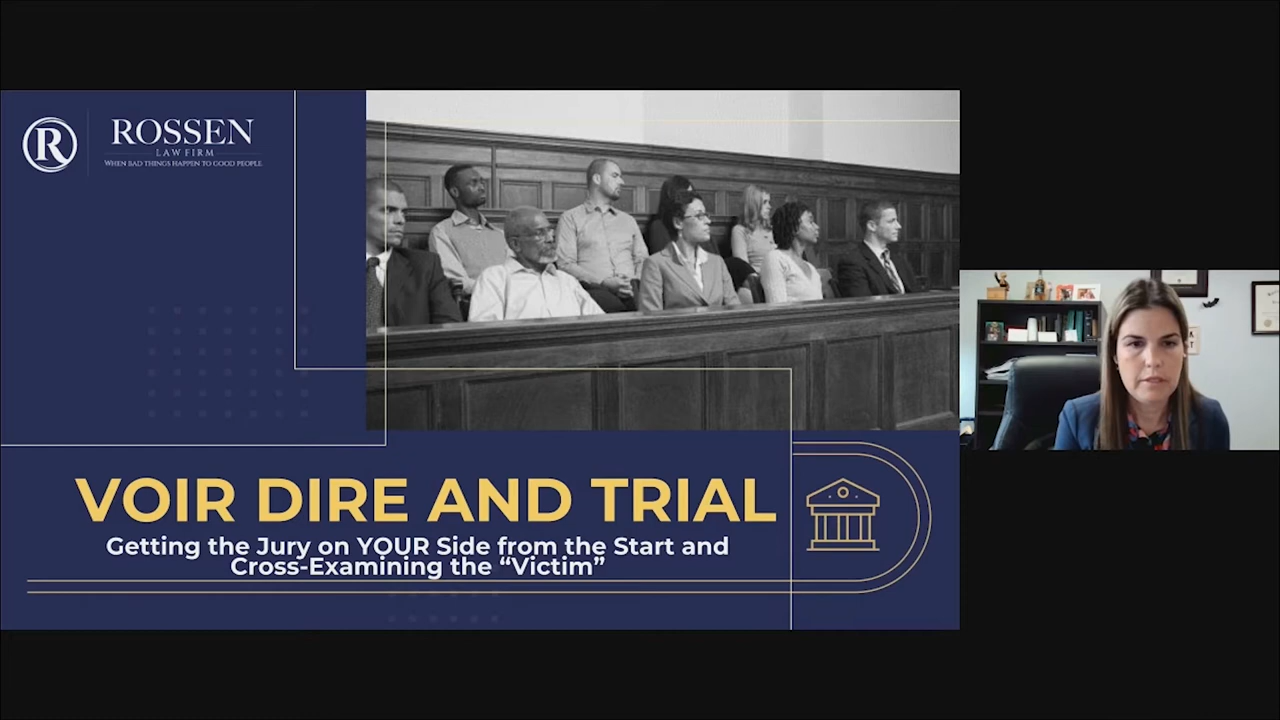 R
ROSSEN
LAW FIRM
WHEN BAD THINGS HAPPEN TO GOOD PEOPLE
VOIR DIRE AND TRIAL
Getting the Jury on YOUR Side from the Start and
Cross-Examining the “Victim”